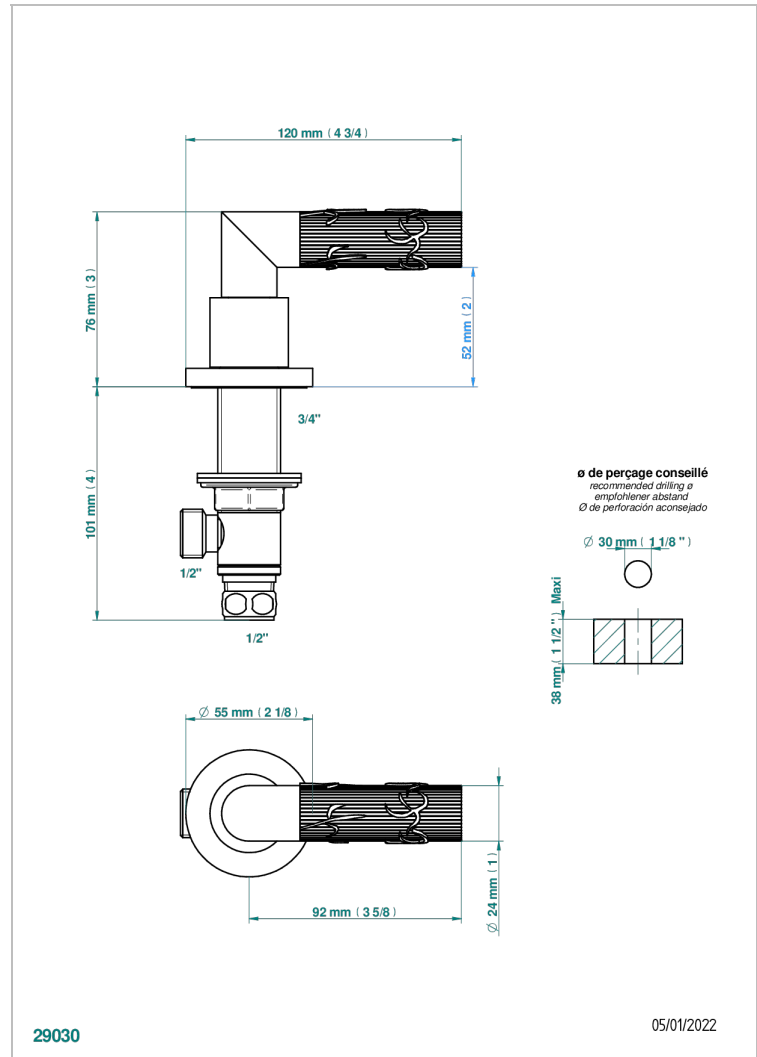 120 mm ( 4 3/4 )
76 mm ( 3 )
52 mm ( 2 )
3/4"
101 mm ( 4 )
1/2"
1/2"
ø de perçage conseillé
recommended drilling ø
empfohlener abstand
Ø de perforación aconsejado
Ø 30 mm ( 1 1/8 " )
38 mm ( 1 1/2 " ) Maxi
Ø 55 mm ( 2 1/8 )
Ø 24 mm ( 1 )
92 mm ( 3 5/8 )
29030
05/01/2022